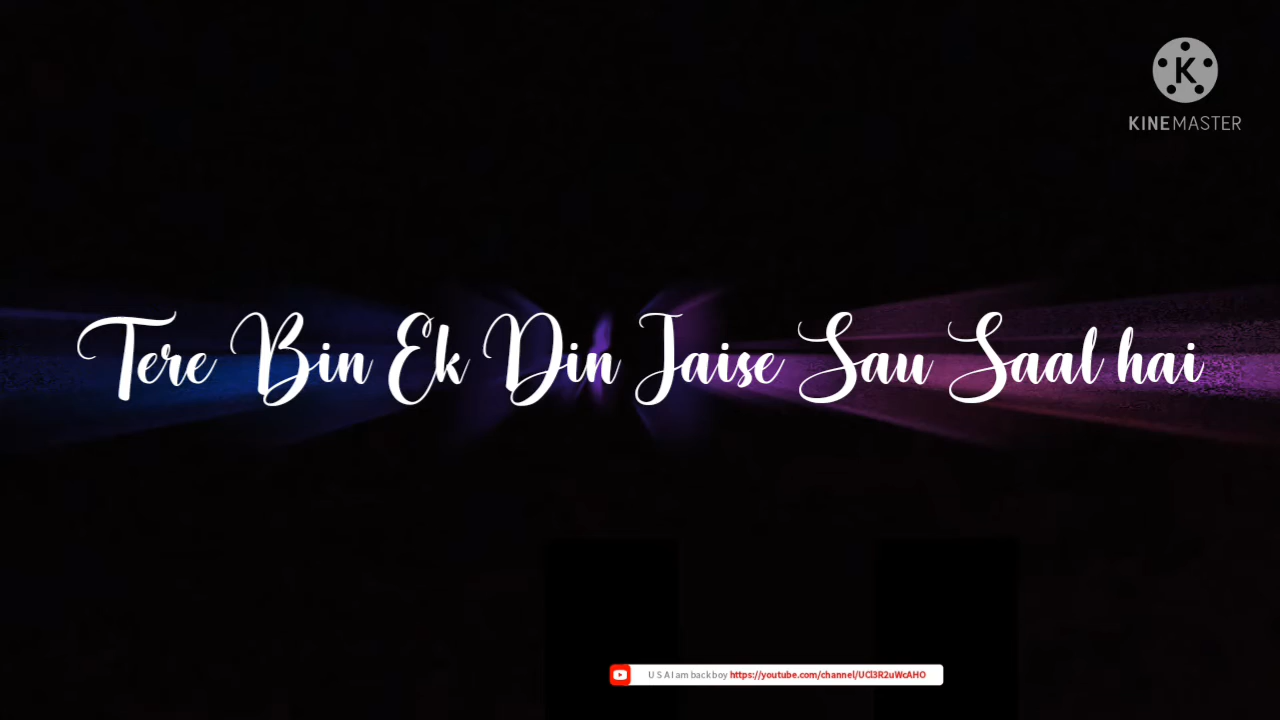 K
KINEMASTER
Tere Bin Ek Din Jaise Sau Saal hai
U S A I am back boy https://youtube.com/channel/UCl3R2uWcAHO